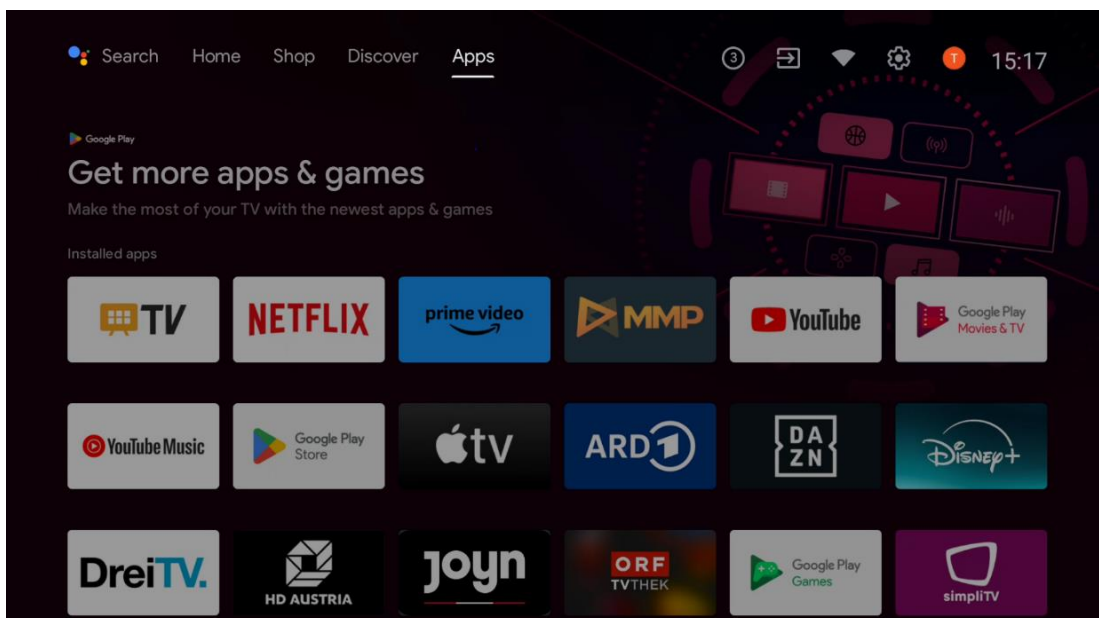 Search Home Shop Discover Apps 3 T 15:17
Google Play
Get more apps & games
Make the most of your TV with the newest apps & games
Installed apps
TV
NETFLIX
prime video
MMP
YouTube
Google Play
Movies & TV
YouTube Music
Google Play
Store
tv
ARD 1
DA
ZN
Disney+
DreiTV.
HD AUSTRIA
joyn
ORF
TVTHEK
Google Play
Games
simpliTV